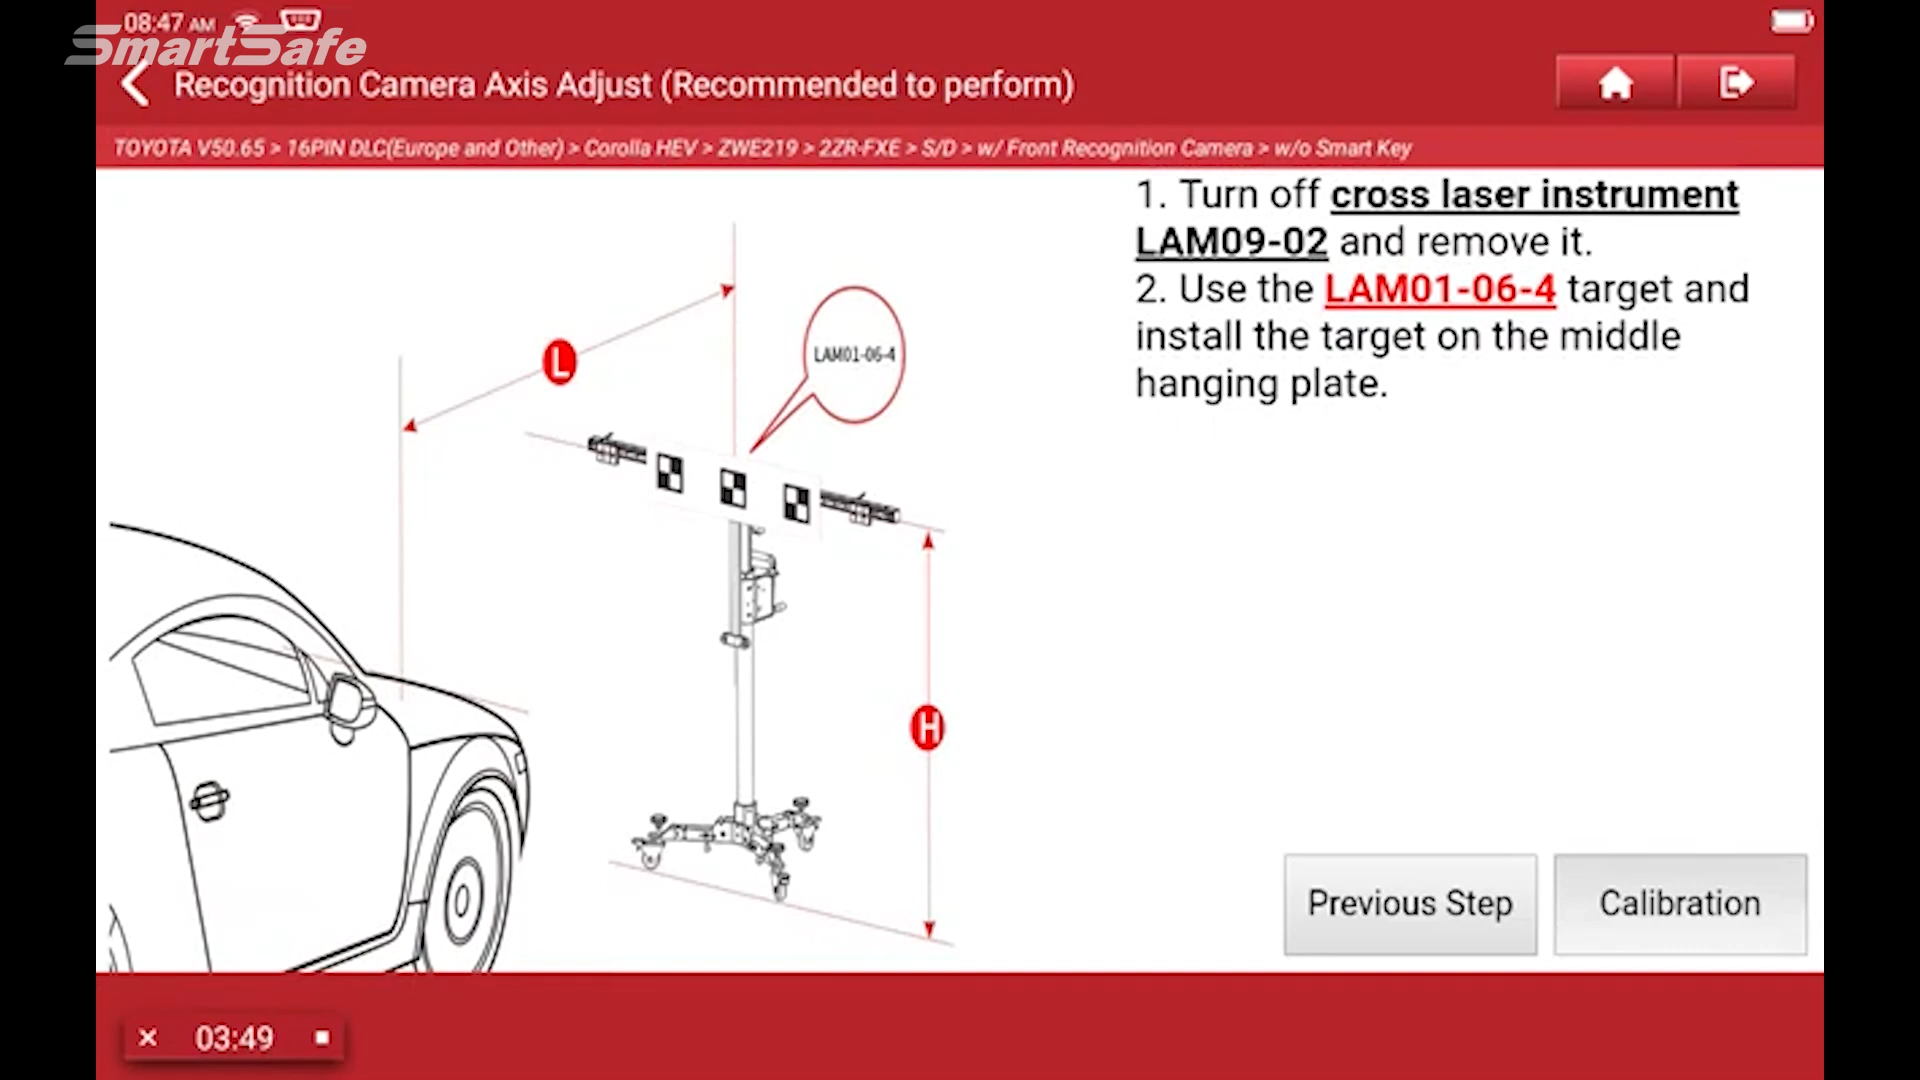 08:47 AM
SmartSafe
Recognition Camera Axis Adjust (Recommended to perform)
TOYOTA V50.65 > 16PIN DLC(Europe and Other) > Corolla HEV > ZWE219 > 2ZR-FXE > S/D > w/ Front Recognition Camera > w/o Smart Key
1. Turn off cross laser instrument
LAM09-02 and remove it.
2. Use the LAM01-06-4 target and
install the target on the middle
hanging plate.
L
LAM01-06-4
H
Previous Step
Calibration
03:49